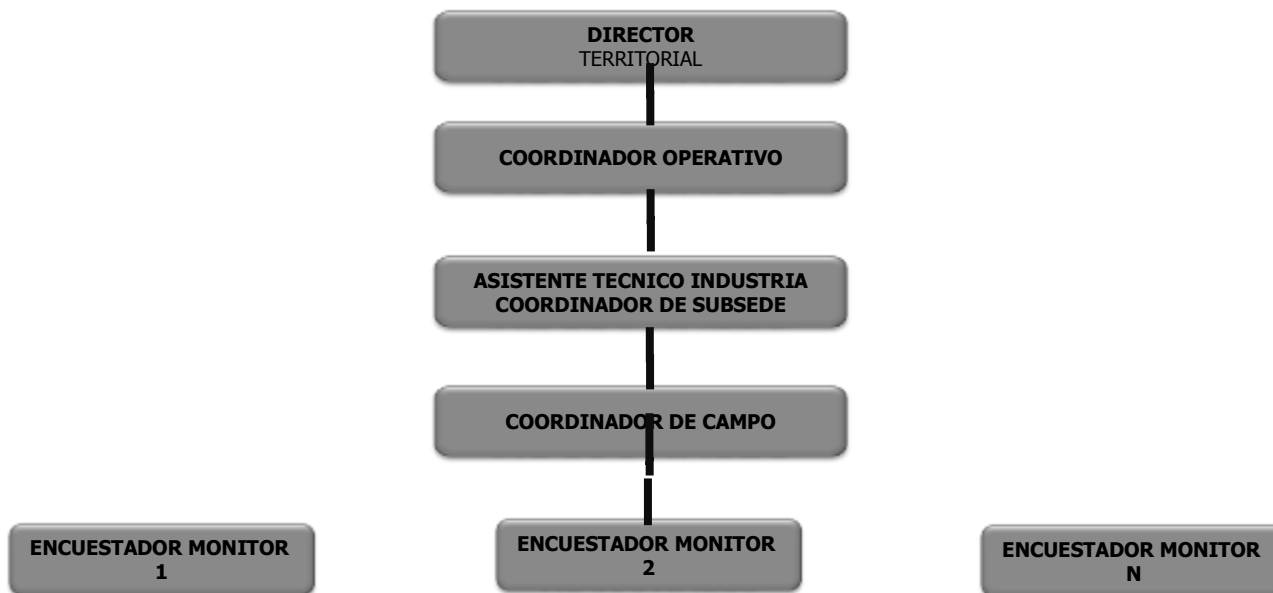 DIRECTOR
TERRITORIAL
COORDINADOR OPERATIVO
ASISTENTE TECNICO INDUSTRIA
COORDINADOR DE SUBSEDE
COORDINADOR DE CAMPO
ENCUESTADOR MONITOR
1
ENCUESTADOR MONITOR
2
ENCUESTADOR MONITOR
N